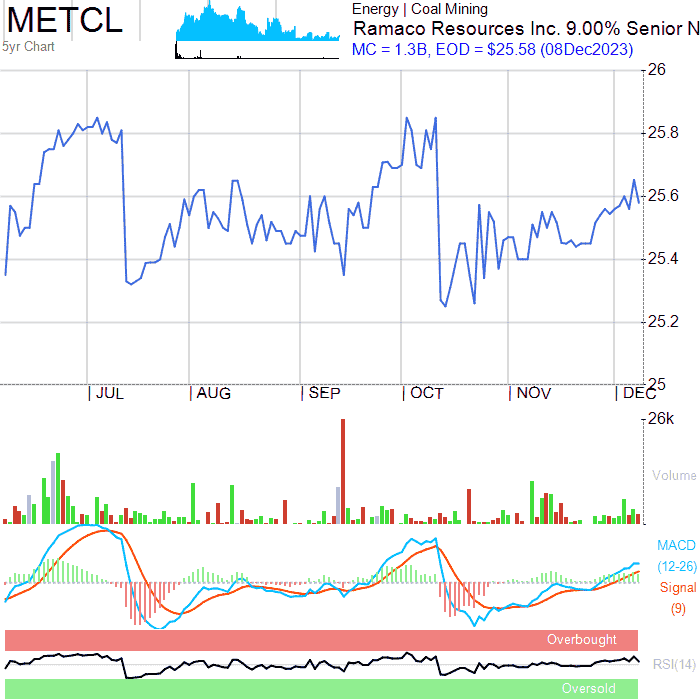 METCL
5yr Chart
Energy | Coal Mining
Ramaco Resources Inc. 9.00% Senior N
MC = 1.3B, EOD = $25.58 (08Dec2023)
26
25.8
25.6
25.4
25.2
25
JUL
AUG
SEP
OCT
NOV
DEC
26k
Volume
MACD
(12-26)
Signal
(9)
Overbought
RSI(14)
Oversold